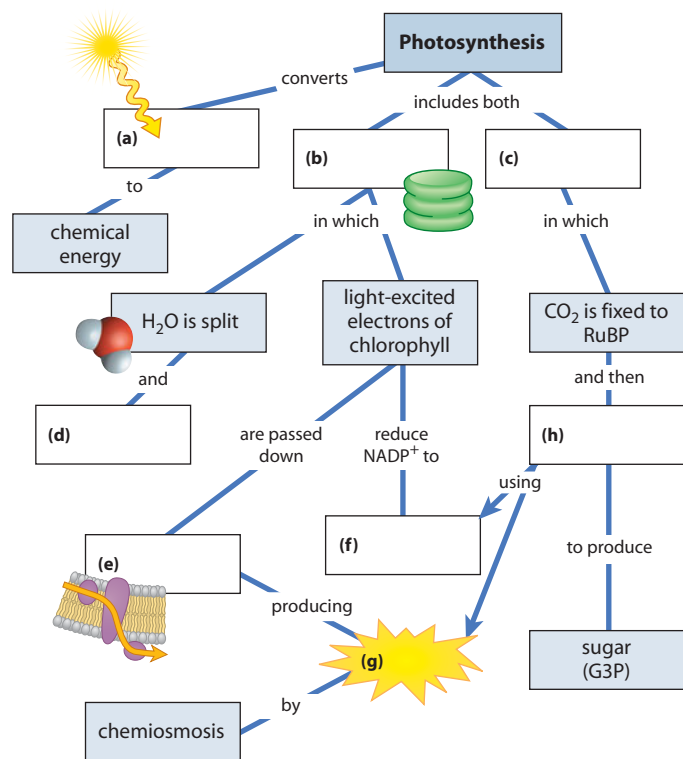 Photosynthesis
converts
includes both
(a)
(b)
(c)
to
in which
in which
chemical
energy
H₂O is split
light-excited
electrons of
chlorophyll
CO₂ is fixed to
RuBP
and
and then
(d)
are passed
down
reduce
NADP⁺ to
(h)
using
(e)
(f)
to produce
producing
(g)
sugar
(G3P)
by
chemiosmosis